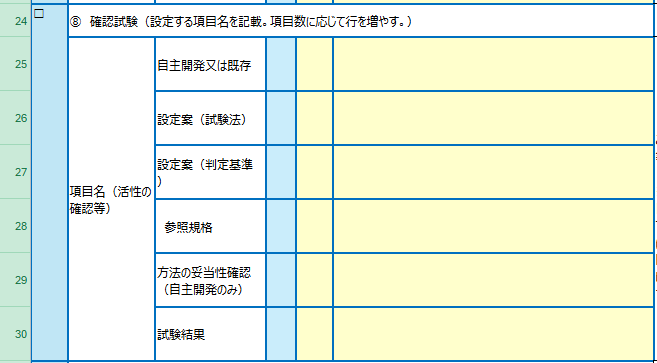 24
□
⑧ 確認試験（設定する項目名を記載。項目数に応じて行を増やす。）
25
自主開発又は既存
26
設定案（試験法）
27
設定案（判定基準
）
項目名（活性の
確認等）
28
参照規格
29
方法の妥当性確認
（自主開発のみ）
30
試験結果